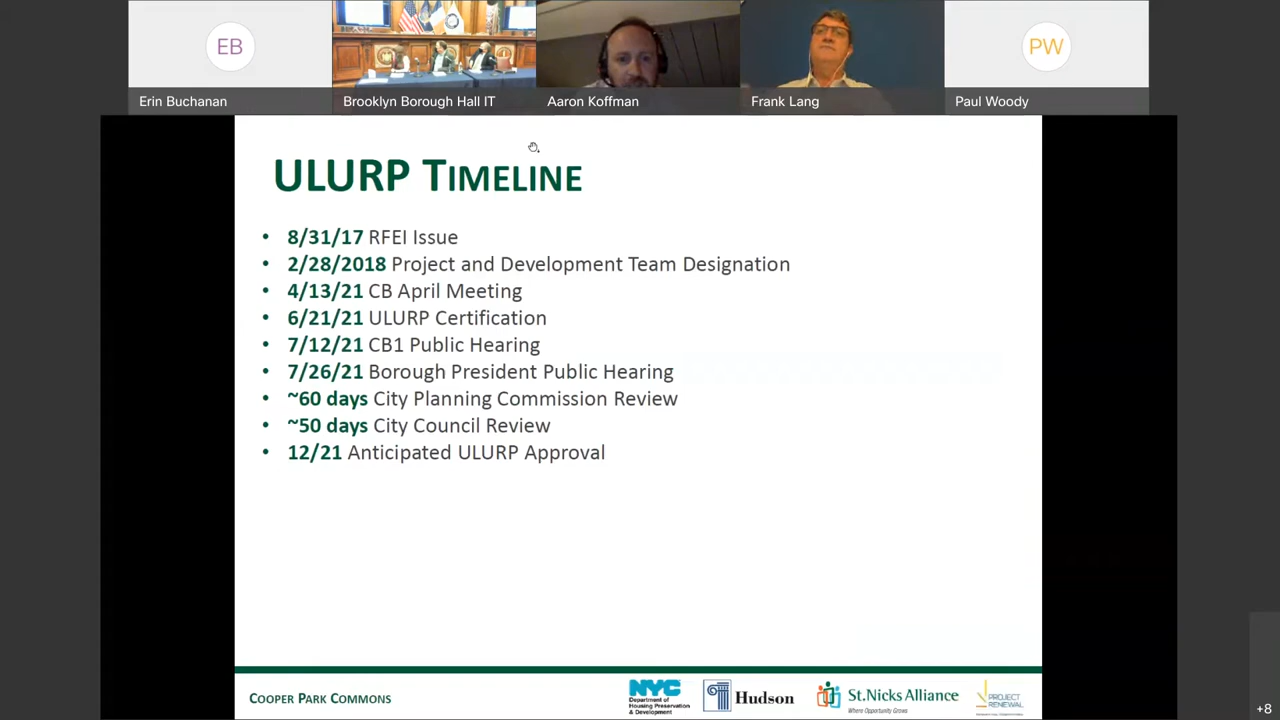 EB
PW
Erin Buchanan
Brooklyn Borough Hall IT
Aaron Koffman
Frank Lang
Paul Woody
ULURP TIMELINE
• 8/31/17 RFEI Issue
• 2/28/2018 Project and Development Team Designation
• 4/13/21 CB April Meeting
• 6/21/21 ULURP Certification
• 7/12/21 CB1 Public Hearing
• 7/26/21 Borough President Public Hearing
• ~60 days City Planning Commission Review
• ~50 days City Council Review
• 12/21 Anticipated ULURP Approval
COOPER PARK COMMONS
NYC
Department of
Housing Preservation
& Development
Hudson
St.Nicks Alliance
Where Opportunity Grows
PROJECT
RENEWAL
+8